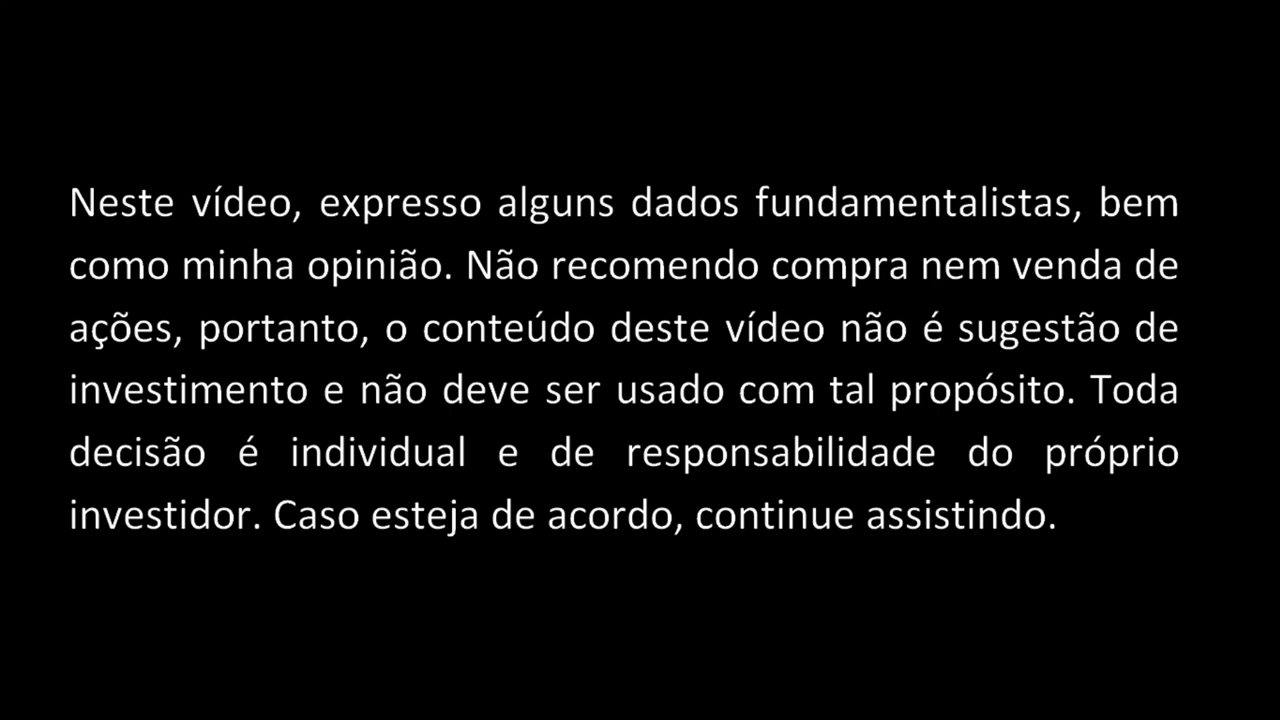 Neste vídeo, expresso alguns dados fundamentalistas, bem
como minha opinião. Não recomendo compra nem venda de
ações, portanto, o conteúdo deste vídeo não é sugestão de
investimento e não deve ser usado com tal propósito. Toda
decisão é individual e de responsabilidade do próprio
investidor. Caso esteja de acordo, continue assistindo.